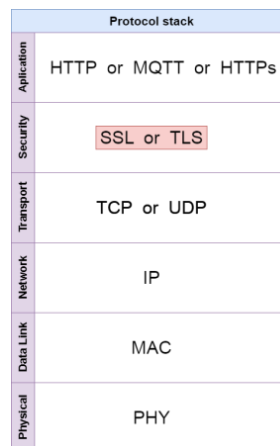 Protocol stack
Aplication
HTTP or MQTT or HTTPs
Security
SSL or TLS
Transport
TCP or UDP
Network
IP
Data Link
MAC
Physical
PHY